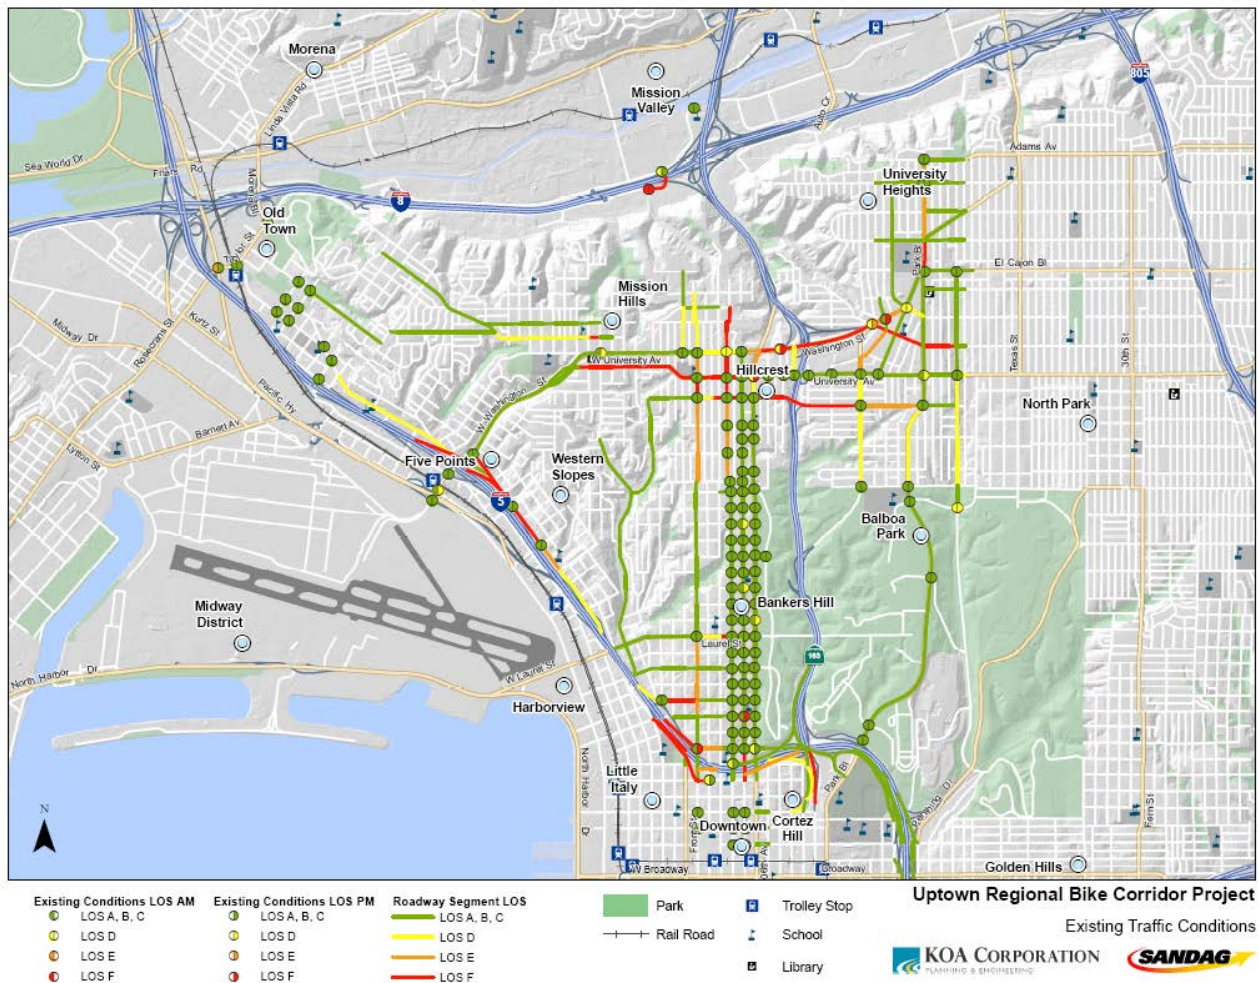 Morena
Mission
Valley
805
Linda Vista Rd
Auto Cr
Sea World Dr
Friars Rd
Adams Av
University
Heights
8
Old
Town
Taylor St
Park Bl
El Cajon Bl
Mission
Hills
Midway Dr
Rosecrans St
Kurtz St
Washington St
W University Av
Hillcrest
University Av
Texas St
30th St
Pacific Hy
W Washington St
North Park
Barnett Av
Lytton St
Five Points
Western
Slopes
5
Balboa
Park
Bankers Hill
Midway
District
Laurel St
163
North Harbor Dr
W Laurel St
Harborview
North Harbor Dr
Little
Italy
Park Bl
Pershing Dr
Cortez
Hill
Downtown
Fern St
N
W Broadway
Broadway
Golden Hills
Uptown Regional Bike Corridor Project
Existing Traffic Conditions
Existing Conditions LOS AM
LOS A, B, C
LOS D
LOS E
LOS F
Existing Conditions LOS PM
LOS A, B, C
LOS D
LOS E
LOS F
Roadway Segment LOS
LOS A, B, C
LOS D
LOS E
LOS F
Park
Rail Road
Trolley Stop
School
Library
KOA CORPORATION
PLANNING & ENGINEERING
SANDAG